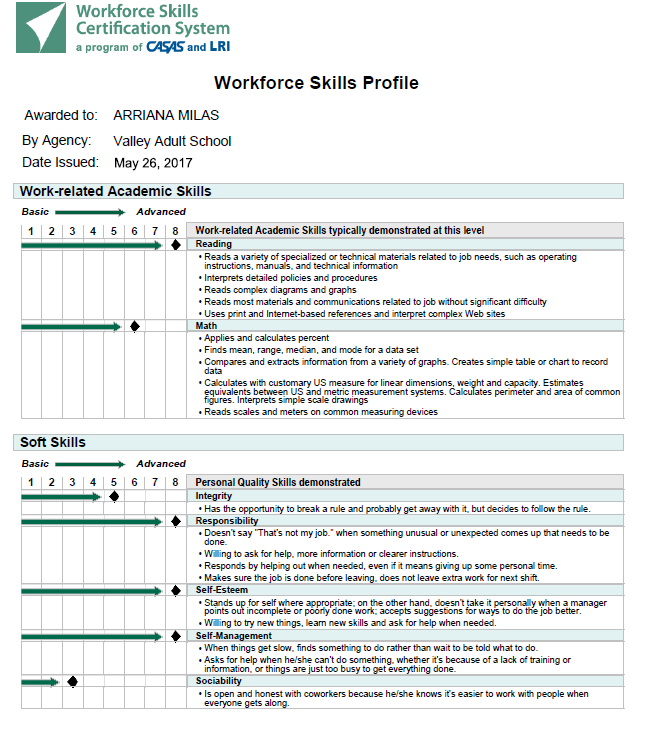 Workforce Skills
Certification System
a program of CASAS and LRI
Workforce Skills Profile
Awarded to: ARRIANA MILAS
By Agency: Valley Adult School
Date Issued: May 26, 2017
Work-related Academic Skills
Basic Advanced
1 2 3 4 5 6 7 8 Work-related Academic Skills typically demonstrated at this level
Reading
• Reads a variety of specialized or technical materials related to job needs, such as operating
instructions, manuals, and technical information
• Interprets detailed policies and procedures
• Reads complex diagrams and graphs
• Reads most materials and communications related to job without significant difficulty
• Uses print and Internet-based references and interpret complex Web sites
Math
• Applies and calculates percent
• Finds mean, range, median, and mode for a data set
• Compares and extracts information from a variety of graphs. Creates simple table or chart to record
data
• Calculates with customary US measure for linear dimensions, weight and capacity. Estimates
equivalents between US and metric measurement systems. Calculates perimeter and area of common
figures. Interprets simple scale drawings
• Reads scales and meters on common measuring devices
Soft Skills
Basic Advanced
1 2 3 4 5 6 7 8 Personal Quality Skills demonstrated
Integrity
• Has the opportunity to break a rule and probably get away with it, but decides to follow the rule.
Responsibility
• Doesn't say "That's not my job." when something unusual or unexpected comes up that needs to be
done.
• Willing to ask for help, more information or clearer instructions.
• Responds by helping out when needed, even if it means giving up some personal time.
• Makes sure the job is done before leaving, does not leave extra work for next shift.
Self-Esteem
• Stands up for self where appropriate; on the other hand, doesn't take it personally when a manager
points out incomplete or poorly done work; accepts suggestions for ways to do the job better.
• Willing to try new things, learn new skills and ask for help when needed.
Self-Management
• When things get slow, finds something to do rather than wait to be told what to do.
• Asks for help when he/she can't do something, whether it's because of a lack of training or
information, or things are just too busy to get everything done.
Sociability
• Is open and honest with coworkers because he/she knows it's easier to work with people when
everyone gets along.